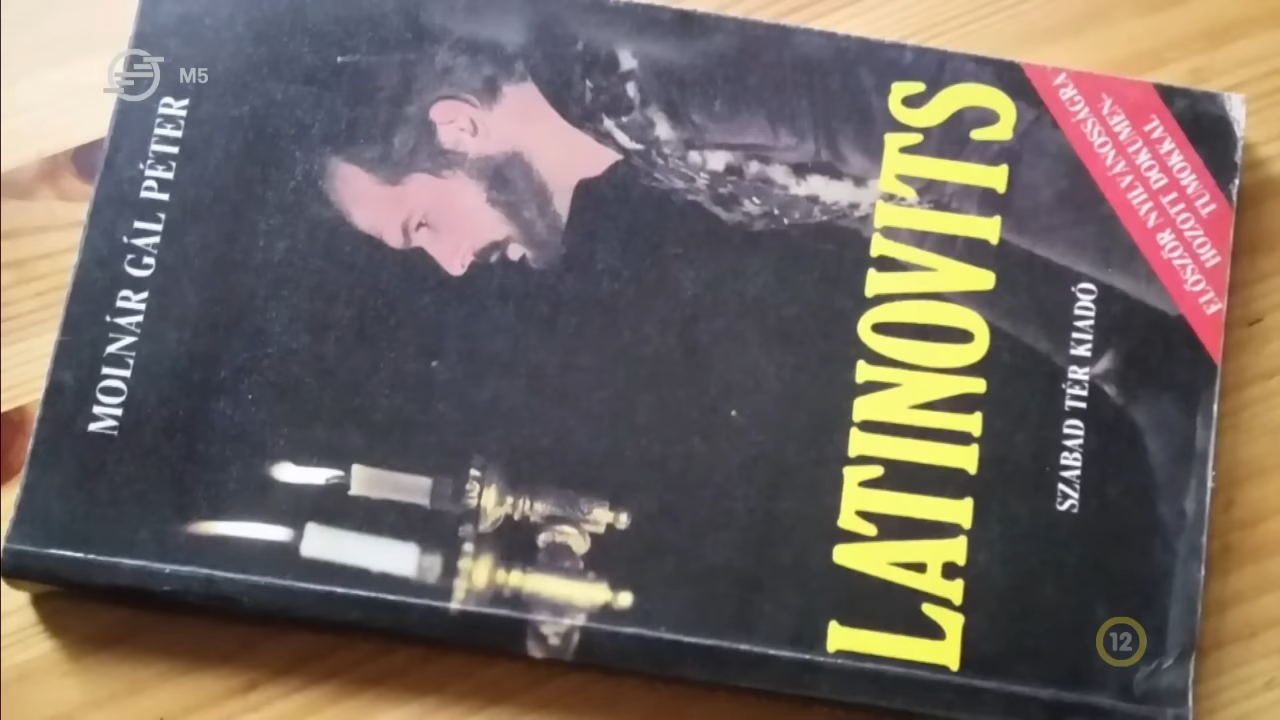 M5
MOLNÁR GÁL PÉTER
LATINOVITS
SZABAD TÉR KIADÓ
ELŐSZÖR NYILVÁNOSSÁGRA
HOZOTT DOKUMEN-
TUMOKKAL
12